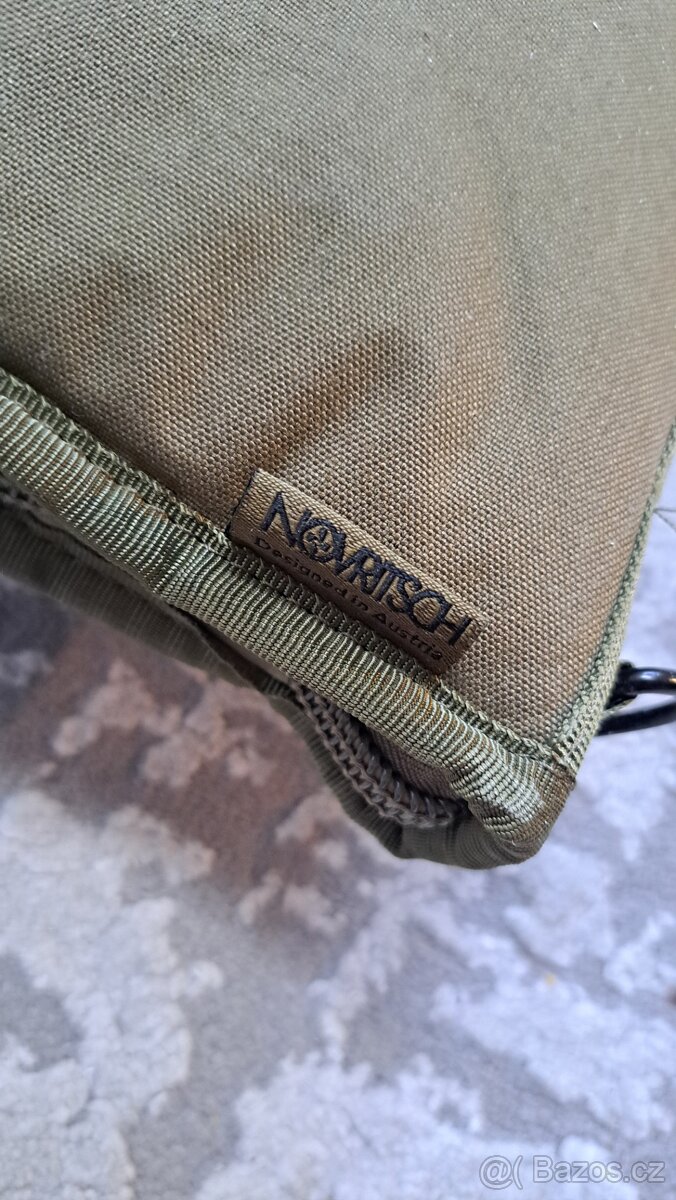 NOVRITSCH
Designed in Austria
@( Bazos.cz